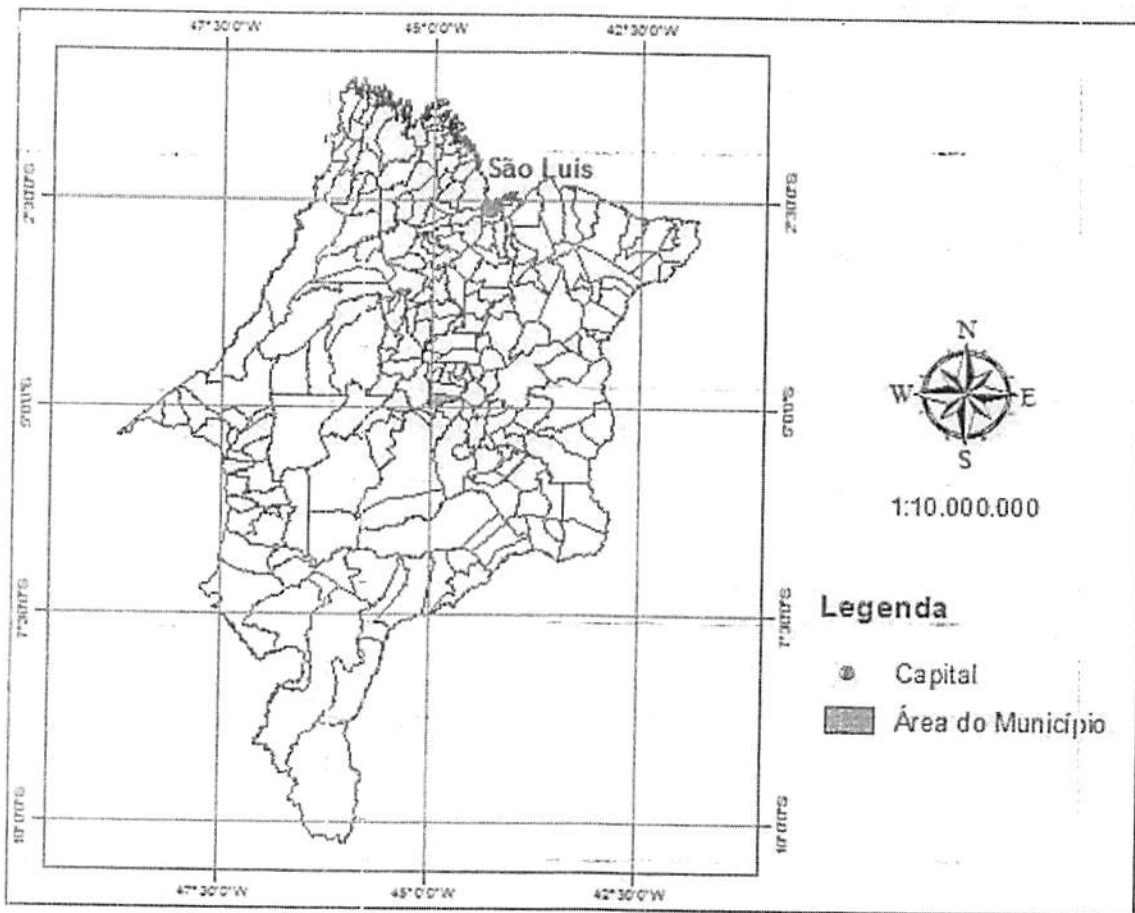 47°30'0"W 45°0'0"W 42°30'0"W
São Luís
2°30'0"S 2°30'0"S
5°0'0"S 5°0'0"S
7°30'0"S 7°30'0"S
10°0'0"S 10°0'0"S
47°30'0"W 45°0'0"W 42°30'0"W
N
W E
S
1:10.000.000
Legenda
Capital
Área do Município